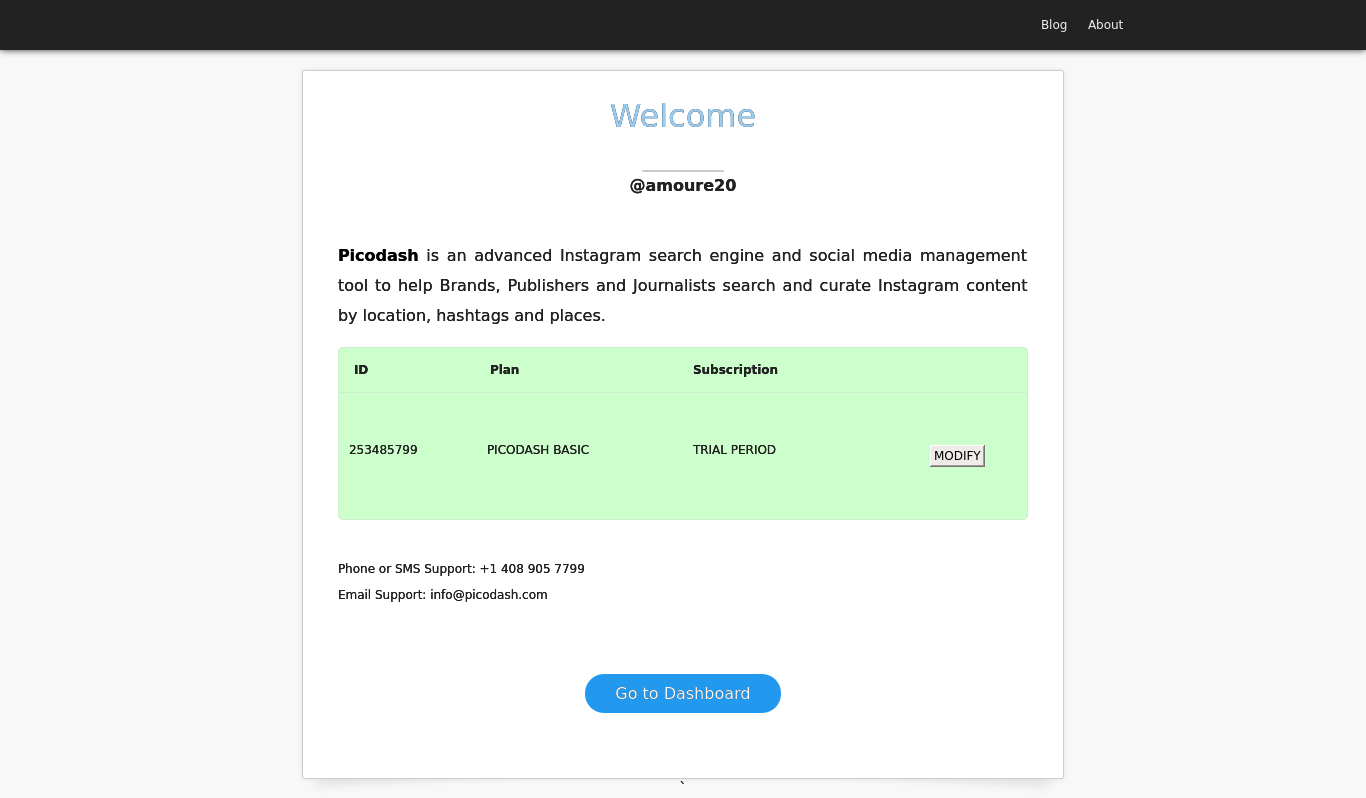 Blog About
Welcome
@amoure20
Picodash is an advanced Instagram search engine and social media management
tool to help Brands, Publishers and Journalists search and curate Instagram content
by location, hashtags and places.
ID Plan Subscription
253485799 PICODASH BASIC TRIAL PERIOD MODIFY
Phone or SMS Support: +1 408 905 7799
Email Support: info@picodash.com
Go to Dashboard
`